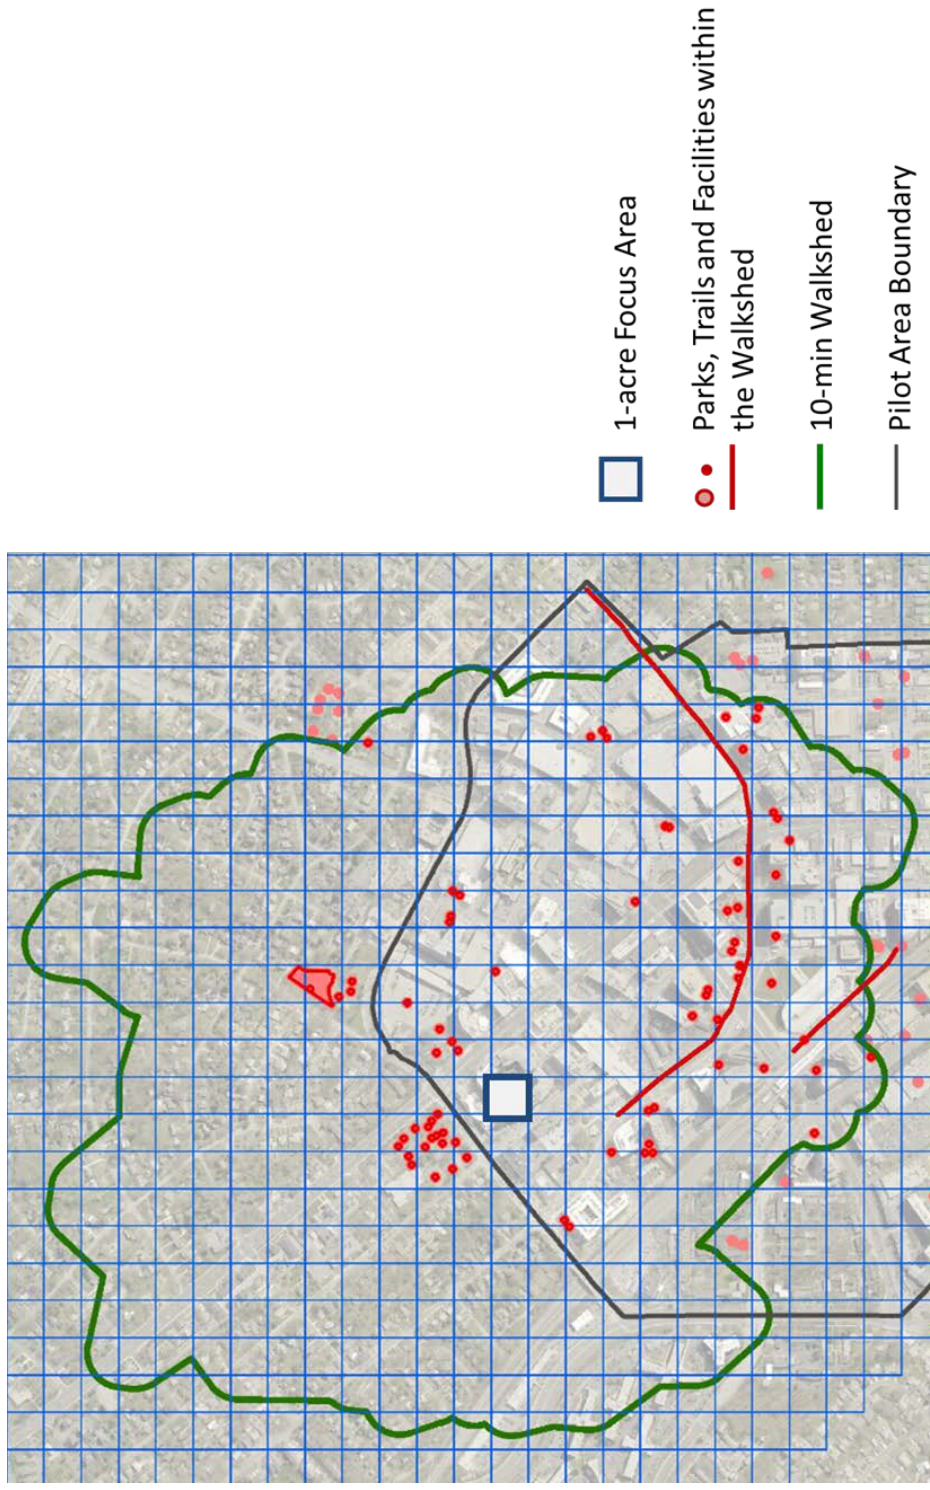 1-acre Focus Area
Parks, Trails and Facilities within
the Walkshed
10-min Walkshed
Pilot Area Boundary